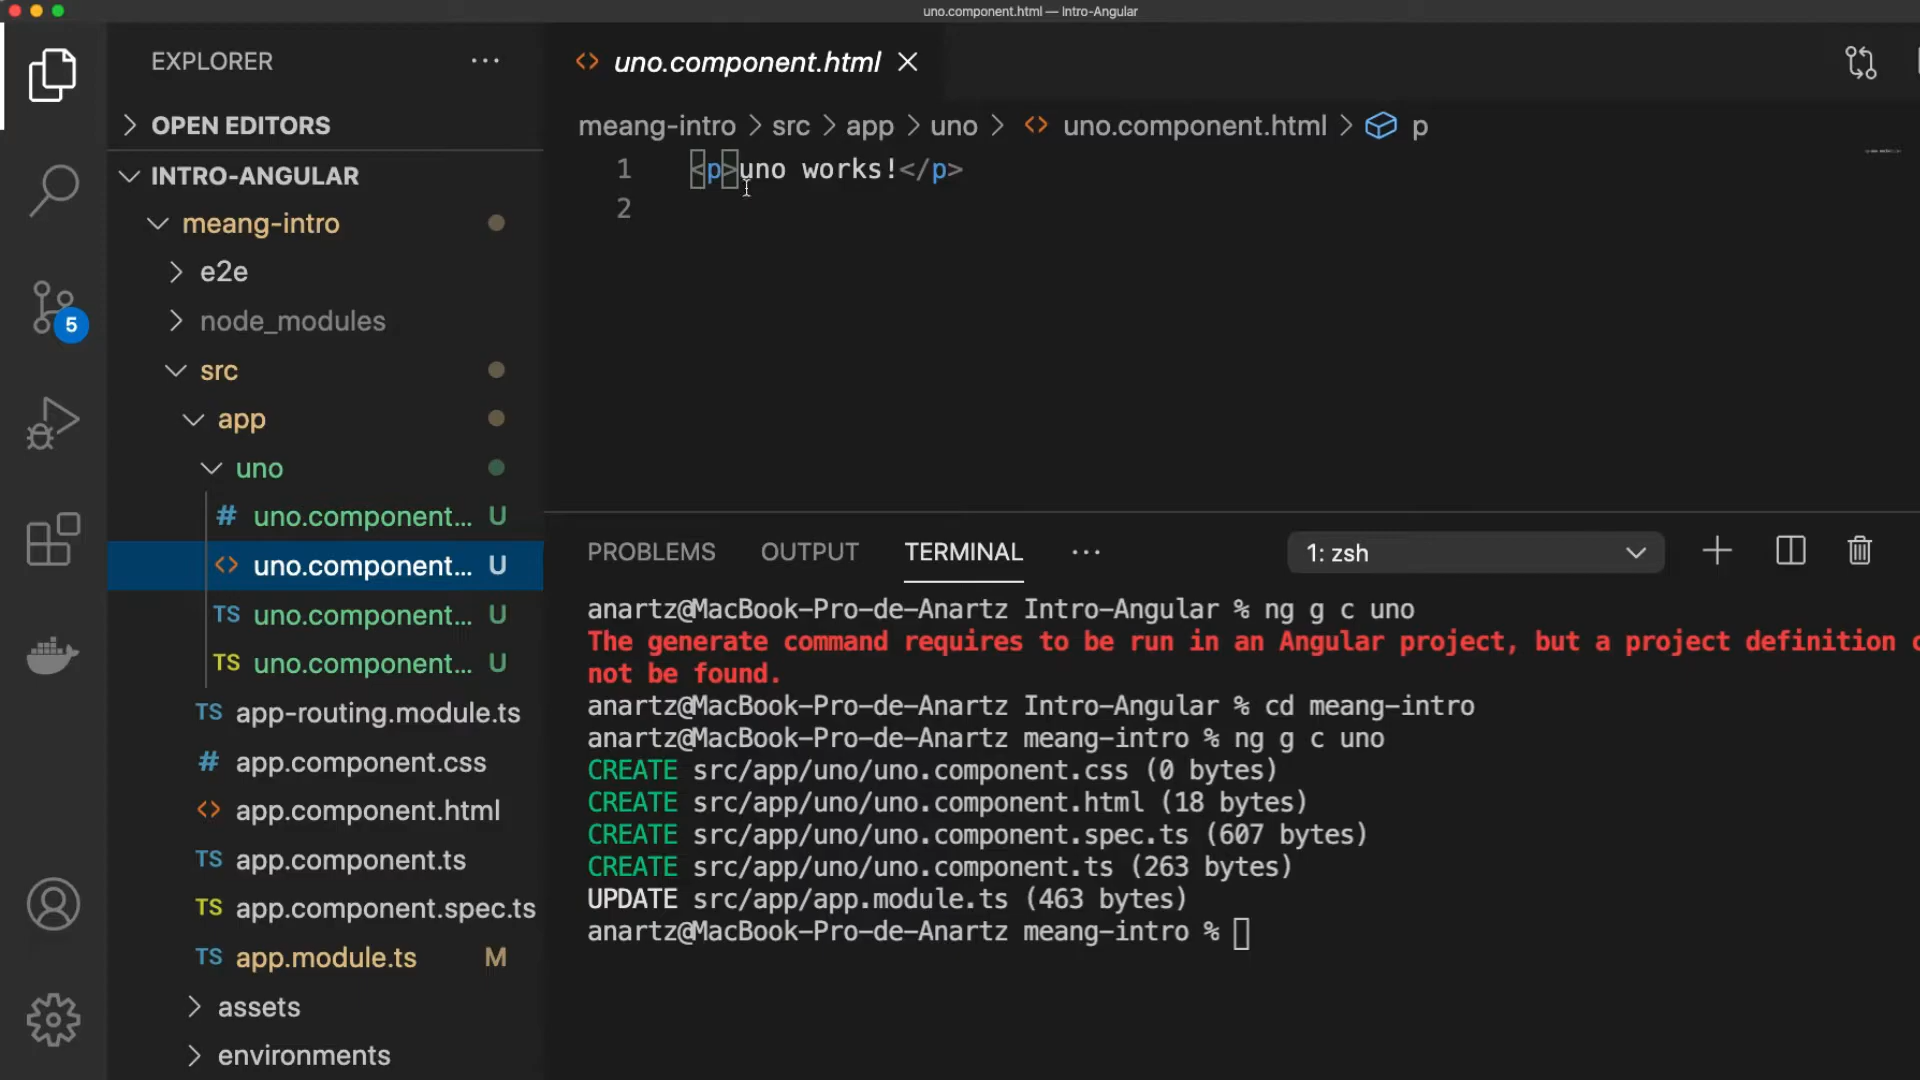 uno.component.html — Intro-Angular
EXPLORER
OPEN EDITORS
INTRO-ANGULAR
meang-intro
e2e
node_modules
5
src
app
uno
# uno.component... U
<> uno.component... U
TS uno.component... U
TS uno.component... U
TS app-routing.module.ts
# app.component.css
<> app.component.html
TS app.component.ts
TS app.component.spec.ts
TS app.module.ts M
assets
environments
<> uno.component.html
meang-intro > src > app > uno > <> uno.component.html > p
1 <p>uno works!</p>
2
PROBLEMS OUTPUT TERMINAL ... 1: zsh
anartz@MacBook-Pro-de-Anartz Intro-Angular % ng g c uno
The generate command requires to be run in an Angular project, but a project definition
not be found.
anartz@MacBook-Pro-de-Anartz Intro-Angular % cd meang-intro
anartz@MacBook-Pro-de-Anartz meang-intro % ng g c uno
CREATE src/app/uno/uno.component.css (0 bytes)
CREATE src/app/uno/uno.component.html (18 bytes)
CREATE src/app/uno/uno.component.spec.ts (607 bytes)
CREATE src/app/uno/uno.component.ts (263 bytes)
UPDATE src/app/app.module.ts (463 bytes)
anartz@MacBook-Pro-de-Anartz meang-intro %